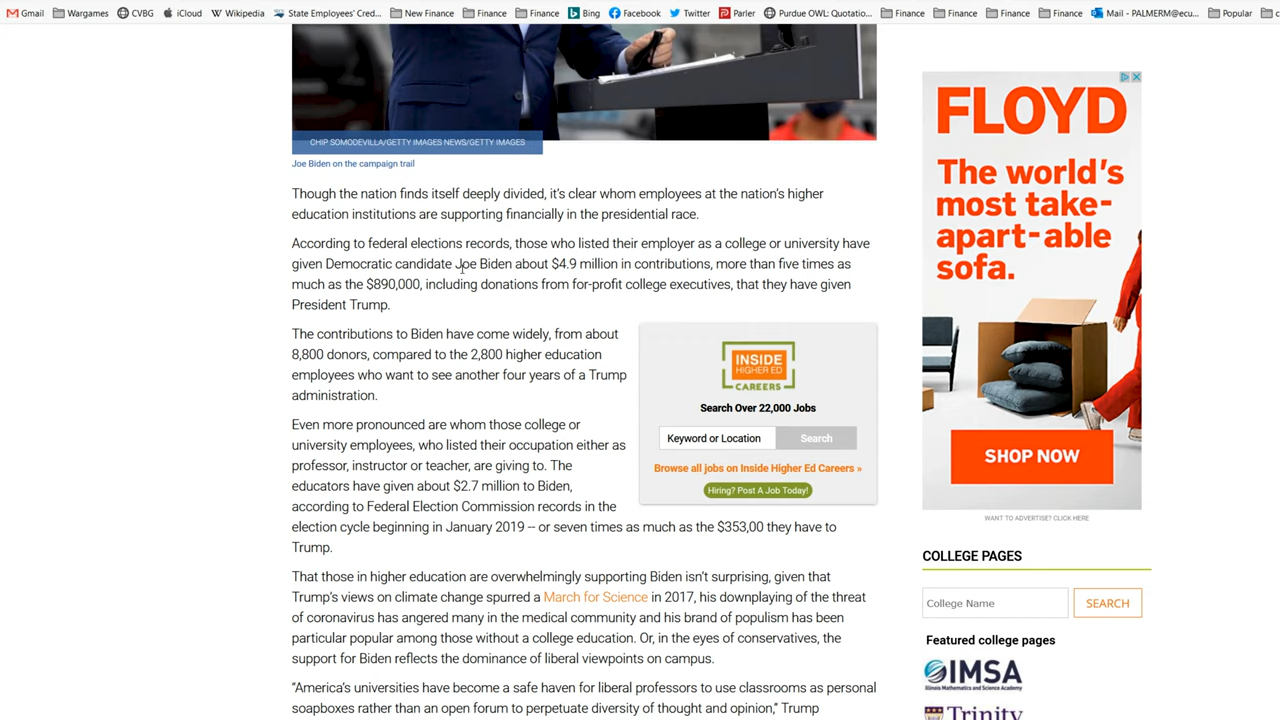 Gmail Wargames CVBG iCloud Wikipedia State Employees' Cred... New Finance Finance Finance Bing Facebook Twitter Parler Purdue OWL: Quotatio... Finance Finance Finance Finance Mail - PALMERM@ecu... Popular
CHIP SOMODEVILLA/GETTY IMAGES NEWS/GETTY IMAGES
Joe Biden on the campaign trail
Though the nation finds itself deeply divided, it's clear whom employees at the nation's higher
education institutions are supporting financially in the presidential race.
According to federal elections records, those who listed their employer as a college or university have
given Democratic candidate Joe Biden about $4.9 million in contributions, more than five times as
much as the $890,000, including donations from for-profit college executives, that they have given
President Trump.
The contributions to Biden have come widely, from about
8,800 donors, compared to the 2,800 higher education
employees who want to see another four years of a Trump
administration.
Even more pronounced are whom those college or
university employees, who listed their occupation either as
professor, instructor or teacher, are giving to. The
educators have given about $2.7 million to Biden,
according to Federal Election Commission records in the
election cycle beginning in January 2019 -- or seven times as much as the $353,00 they have to
Trump.
That those in higher education are overwhelmingly supporting Biden isn't surprising, given that
Trump's views on climate change spurred a March for Science in 2017, his downplaying of the threat
of coronavirus has angered many in the medical community and his brand of populism has been
particular popular among those without a college education. Or, in the eyes of conservatives, the
support for Biden reflects the dominance of liberal viewpoints on campus.
"America's universities have become a safe haven for liberal professors to use classrooms as personal
soapboxes rather than an open forum to perpetuate diversity of thought and opinion," Trump
INSIDE
HIGHER ED
CAREERS
Search Over 22,000 Jobs
Keyword or Location Search
Browse all jobs on Inside Higher Ed Careers »
Hiring? Post A Job Today!
FLOYD
The world's
most take-
apart-able
sofa.
SHOP NOW
WANT TO ADVERTISE? CLICK HERE
COLLEGE PAGES
College Name SEARCH
Featured college pages
IMSA
Illinois Mathematics and Science Academy
Trinity